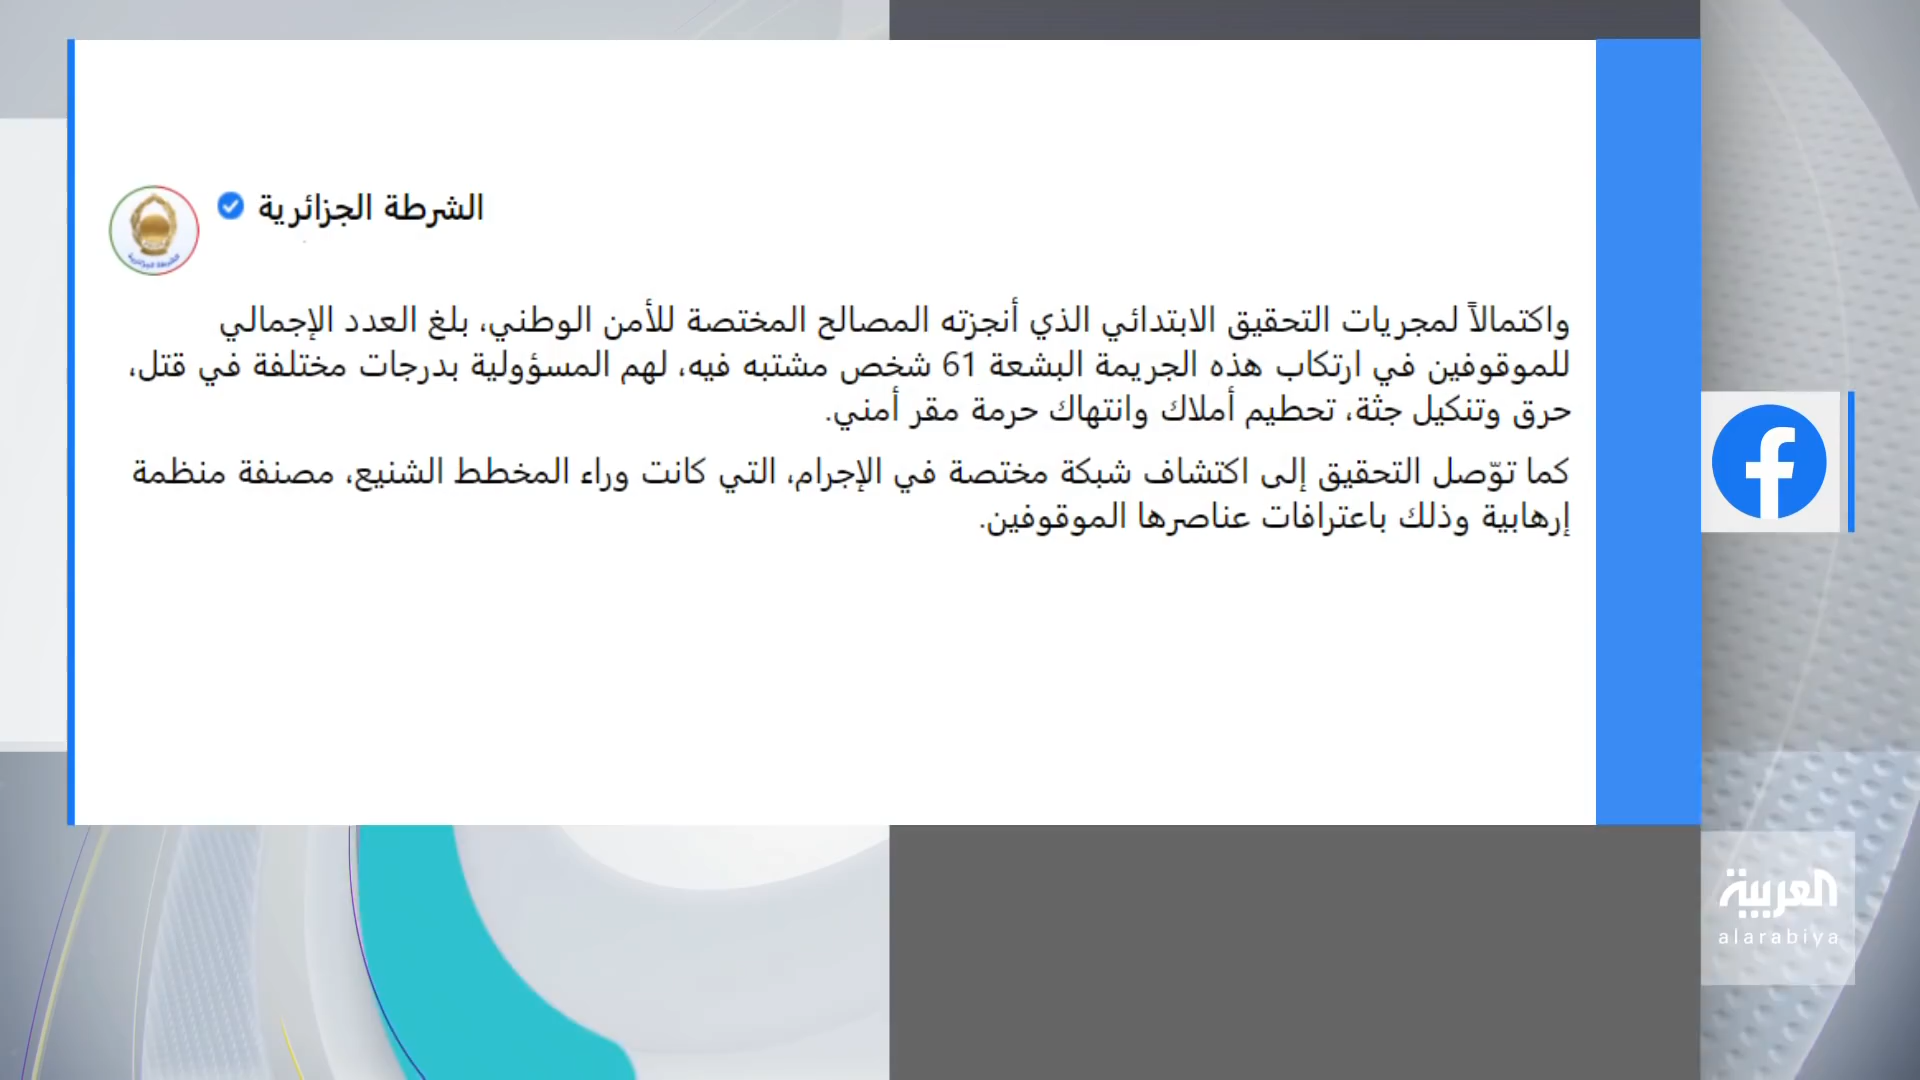 الشرطة الجزائرية
الشرطة الجزائرية
واكتمالاً لمجريات التحقيق الابتدائي الذي أنجزته المصالح المختصة للأمن الوطني، بلغ العدد الإجمالي
للموقوفين في ارتكاب هذه الجريمة البشعة 61 شخص مشتبه فيه، لهم المسؤولية بدرجات مختلفة في قتل،
حرق وتنكيل جثة، تحطيم أملاك وانتهاك حرمة مقر أمني.
كما توّصل التحقيق إلى اكتشاف شبكة مختصة في الإجرام، التي كانت وراء المخطط الشنيع، مصنفة منظمة
إرهابية وذلك باعترافات عناصرها الموقوفين.
العربية
alarabiya